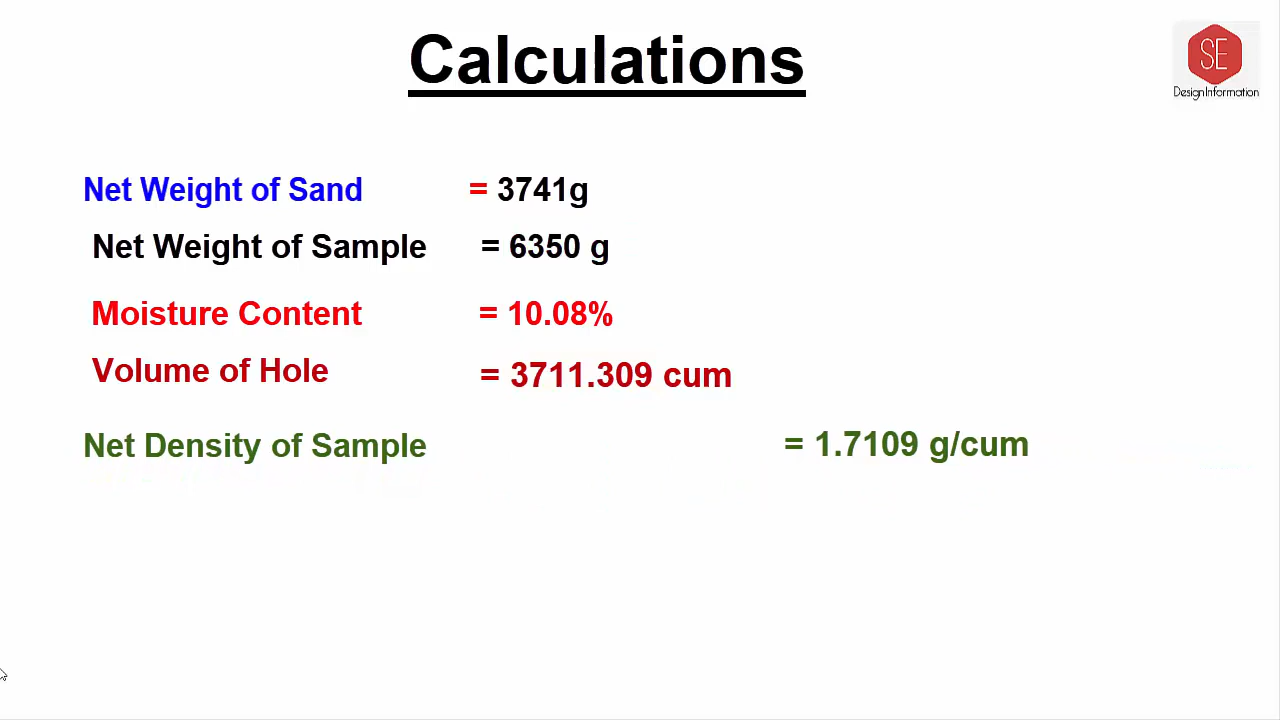 Calculations
SE
DesignInformation
Net Weight of Sand = 3741g
Net Weight of Sample = 6350 g
Moisture Content = 10.08%
Volume of Hole = 3711.309 cum
Net Density of Sample = 1.7109 g/cum